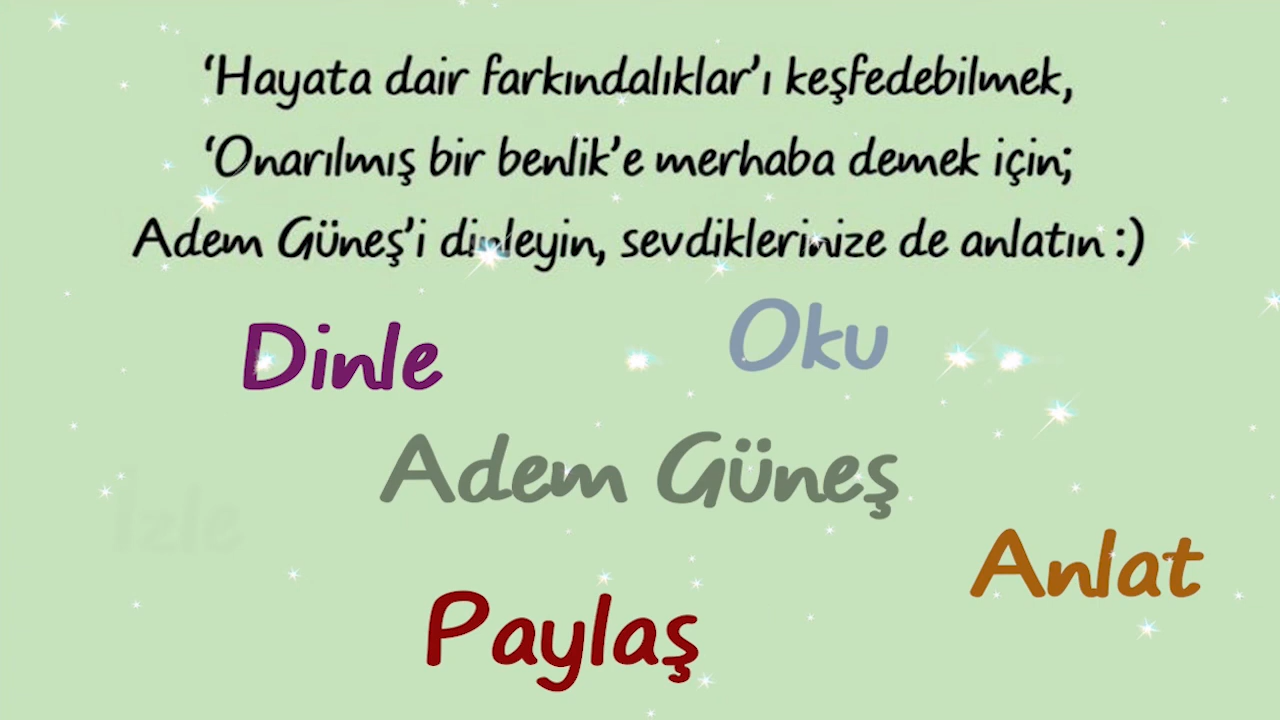 ‘Hayata dair farkındalıklar’ı keşfedebilmek,
‘Onarılmış bir benlik’e merhaba demek için;
Adem Güneş’i dinleyin, sevdiklerinize de anlatın :)
Dinle
Oku
Adem Güneş
İzle
Anlat
Paylaş